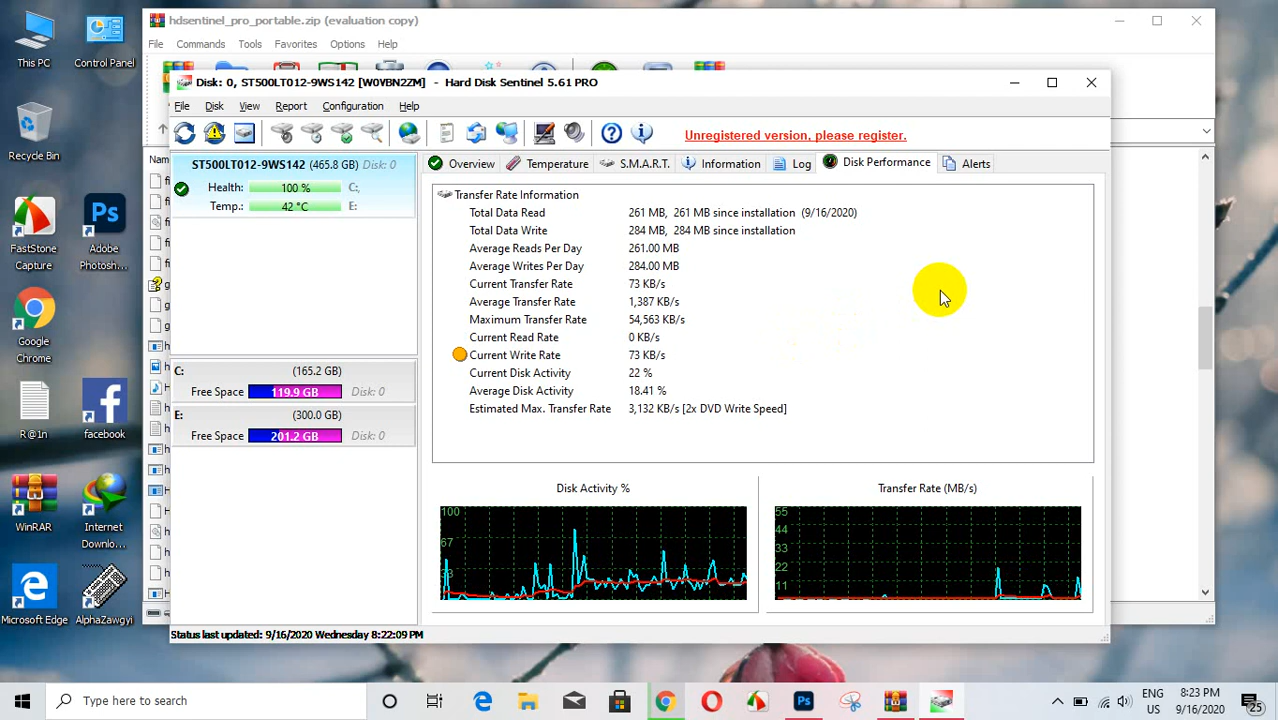 hdsentinel_pro_portable.zip (evaluation copy)
File Commands Tools Favorites Options Help
This PC
Control Panel
Recycle Bin
FastStone
Capture
Adobe
Photosh...
Google
Chrome
R@1n
facebook
WinRAR
Internet
Downlo...
Microsoft Edge
AlphaZawgyi
Disk: 0, ST500LT012-9WS142 [W0VBN2ZM] - Hard Disk Sentinel 5.61 PRO
File Disk View Report Configuration Help
Unregistered version, please register.
ST500LT012-9WS142 (465.8 GB) Disk: 0
Health: 100 % C:,
Temp.: 42 °C E:
C: (165.2 GB)
Free Space 119.9 GB Disk: 0
E: (300.0 GB)
Free Space 201.2 GB Disk: 0
Overview Temperature S.M.A.R.T. Information Log Disk Performance Alerts
Transfer Rate Information
Total Data Read 261 MB, 261 MB since installation (9/16/2020)
Total Data Write 284 MB, 284 MB since installation
Average Reads Per Day 261.00 MB
Average Writes Per Day 284.00 MB
Current Transfer Rate 73 KB/s
Average Transfer Rate 1,387 KB/s
Maximum Transfer Rate 54,563 KB/s
Current Read Rate 0 KB/s
Current Write Rate 73 KB/s
Current Disk Activity 22 %
Average Disk Activity 18.41 %
Estimated Max. Transfer Rate 3,132 KB/s [2x DVD Write Speed]
Disk Activity %
100
67
Transfer Rate (MB/s)
55
44
33
22
11
Status last updated: 9/16/2020 Wednesday 8:22:09 PM
Type here to search
ENG
US
8:23 PM
9/16/2020
25